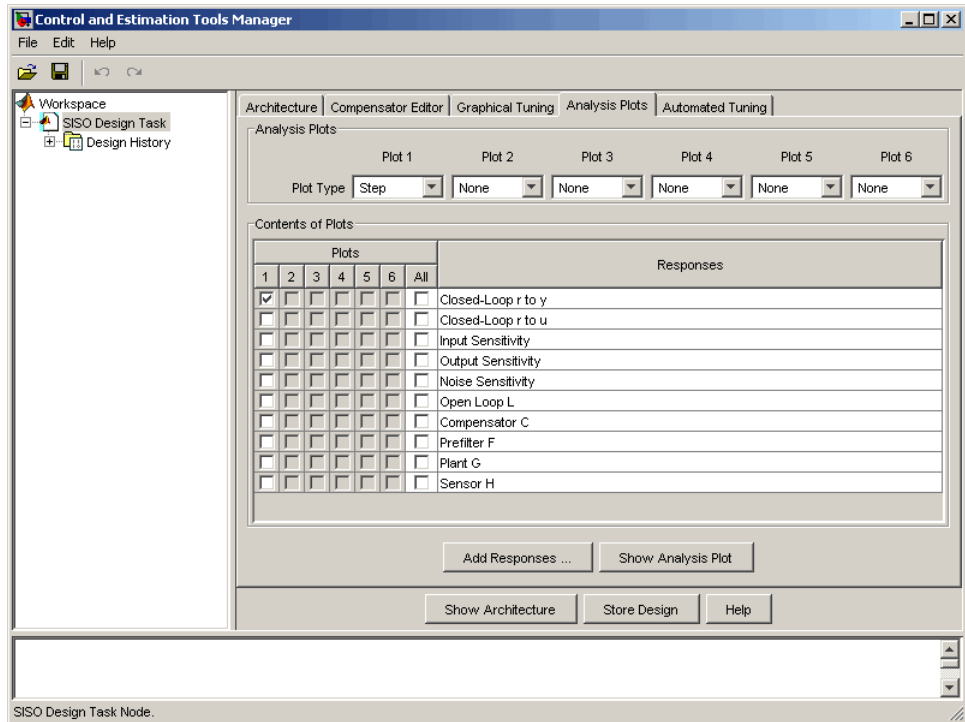 Control and Estimation Tools Manager
File Edit Help
Workspace
SISO Design Task
Design History
Architecture Compensator Editor Graphical Tuning Analysis Plots Automated Tuning
Analysis Plots
Plot 1 Plot 2 Plot 3 Plot 4 Plot 5 Plot 6
Plot Type Step None None None None None
Contents of Plots
Plots
Responses
1 2 3 4 5 6 All
Closed-Loop r to y
Closed-Loop r to u
Input Sensitivity
Output Sensitivity
Noise Sensitivity
Open Loop L
Compensator C
Prefilter F
Plant G
Sensor H
Add Responses ... Show Analysis Plot
Show Architecture Store Design Help
SISO Design Task Node.